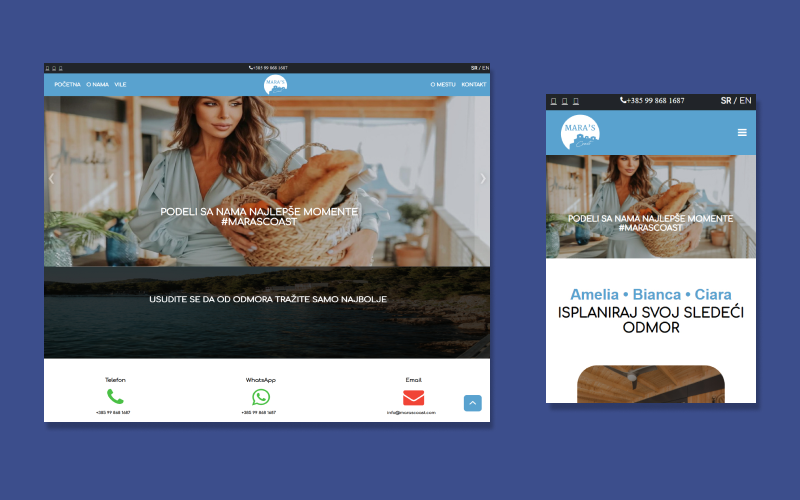 +385 99 868 1687
SR / EN
POČETNA O NAMA VILE
MARA'S
O MESTU KONTAKT
PODELI SA NAMA NAJLEPŠE MOMENTE
#MARASCOAST
USUDITE SE DA OD ODMORA TRAŽITE SAMO NAJBOLJE
Telefon
+385 99 868 1687
WhatsApp
+385 99 868 1687
Email
info@marascoast.com
+385 99 868 1687
SR / EN
MARA'S
Coast
PODELI SA NAMA NAJLEPŠE MOMENTE
#MARASCOAST
Amelia • Bianca • Ciara
ISPLANIRAJ SVOJ SLEDEĆI
ODMOR